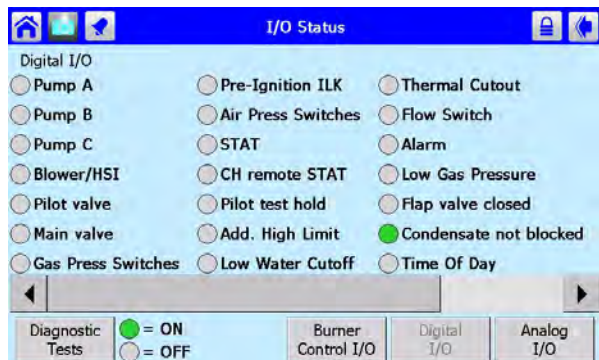 I/O Status
Digital I/O
Pump A Pre-Ignition ILK Thermal Cutout
Pump B Air Press Switches Flow Switch
Pump C STAT Alarm
Blower/HSI CH remote STAT Low Gas Pressure
Pilot valve Pilot test hold Flap valve closed
Main valve Add. High Limit Condensate not blocked
Gas Press Switches Low Water Cutoff Time Of Day
Diagnostic Tests = ON Burner Control I/O Digital I/O Analog I/O
= OFF